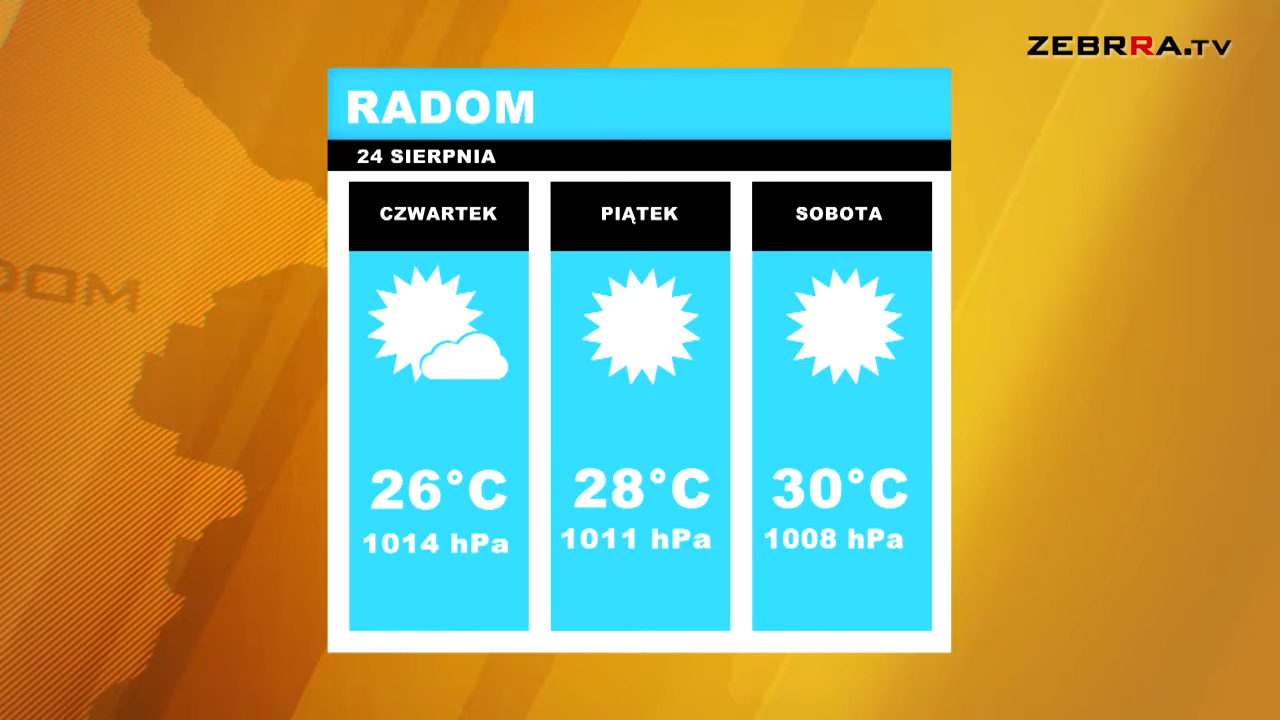 ZEBRRA.TV
RADOM
24 SIERPNIA
CZWARTEK
PIĄTEK
SOBOTA
26°C
28°C
30°C
1014 hPa
1011 hPa
1008 hPa